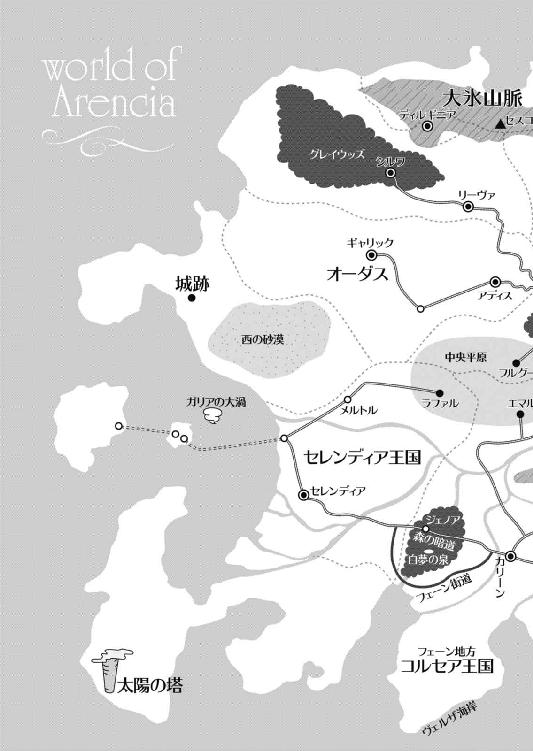 world of
Arencia
大氷山脈
ディルギニア
セスコ
グレイウッズ
シルワ
リーヴァ
ギャリック
オーダス
アディス
城跡
西の砂漠
中央平原
フルグー
ガリアの大渦
メルトル
ラファル
エマル
セレンディア王国
セレンディア
ジェノア
森の暗道
白夢の泉
カリーン
フェーン街道
フェーン地方
コルセア王国
太陽の塔
ヴェルザ海岸